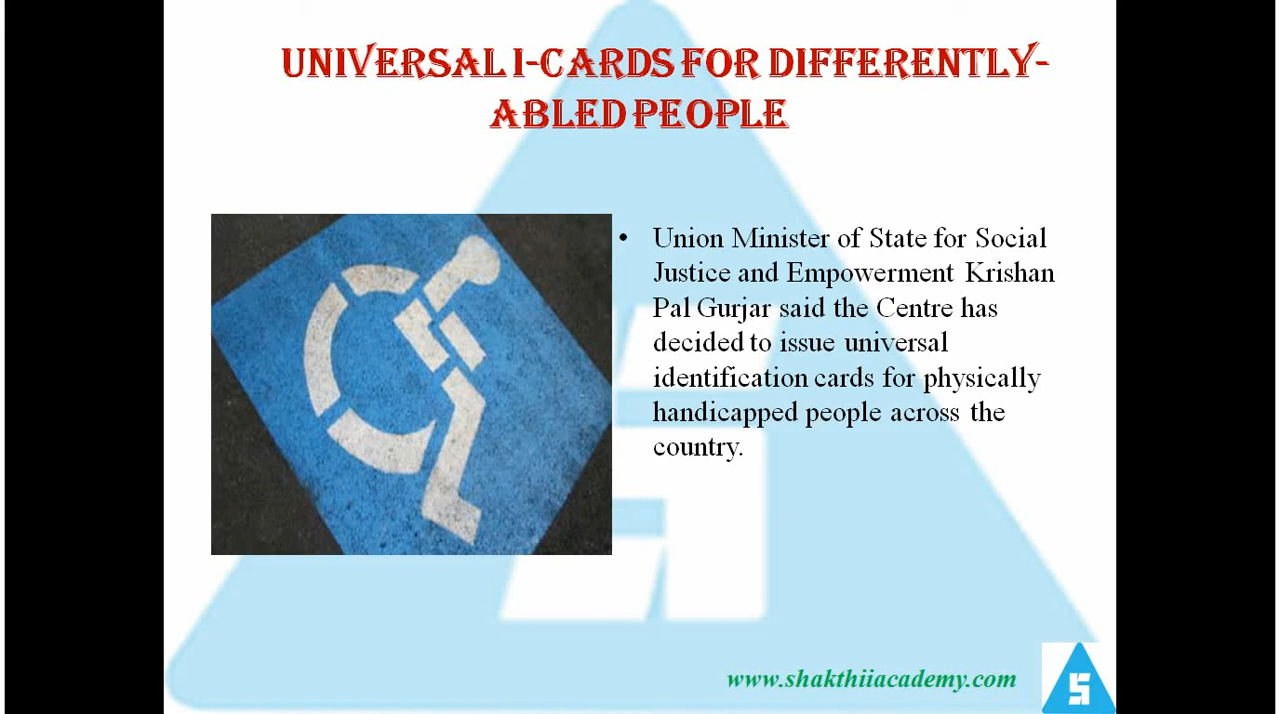 UNIVERSAL I-CARDS FOR DIFFERENTLY-
ABLED PEOPLE
• Union Minister of State for Social
Justice and Empowerment Krishan
Pal Gurjar said the Centre has
decided to issue universal
identification cards for physically
handicapped people across the
country.
www.shakthiiacademy.com